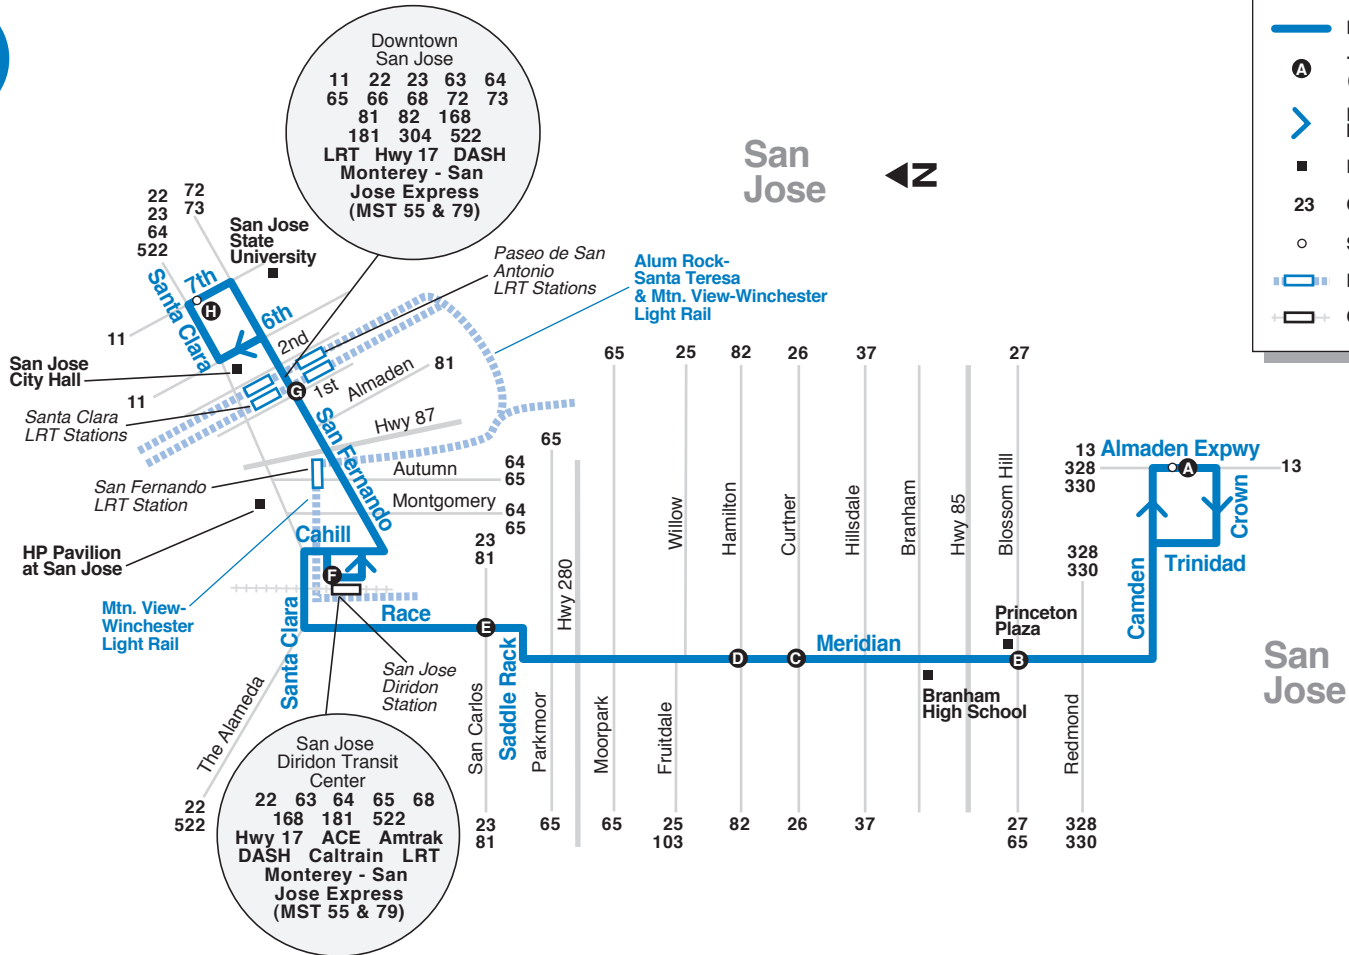 Downtown
San Jose
11 22 23 63 64
65 66 68 72 73
81 82 168
181 304 522
LRT Hwy 17 DASH
Monterey - San
Jose Express
(MST 55 & 79)
San
Jose
N
A
23
22
23
64
522
72
73
San Jose
State
University
Paseo de San
Antonio
LRT Stations
Alum Rock-
Santa Teresa
& Mtn. View-Winchester
Light Rail
Santa Clara
7th
H
6th
2nd
11
San Jose
City Hall
11
Santa Clara
LRT Stations
G
1st
Almaden
81
Hwy 87
San Fernando
Autumn
64
65
Montgomery
64
65
San Fernando
LRT Station
HP Pavilion
at San Jose
Cahill
F
Mtn. View-
Winchester
Light Rail
Santa Clara
Race
E
San Jose
Diridon
Station
The Alameda
22
522
San Jose
Diridon Transit
Center
22 63 64 65 68
168 181 522
Hwy 17 ACE Amtrak
DASH Caltrain LRT
Monterey - San
Jose Express
(MST 55 & 79)
23
81
San Carlos
23
81
Saddle Rack
65
Parkmoor
65
Hwy 280
65
Moorpark
65
25
Willow
Fruitdale
25
103
82
Hamilton
D
82
26
Curtner
C
26
37
Hillsdale
37
Meridian
Branham
Hwy 85
27
Blossom Hill
Princeton
Plaza
B
27
65
Branham
High School
328
330
Redmond
328
330
13
328
330
Almaden Expwy
A
13
Crown
Trinidad
Camden
San
Jose